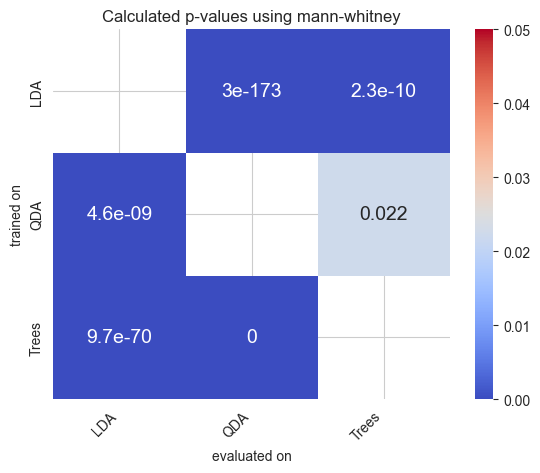 Calculated p-values using mann-whitney
trained on
LDA
QDA
Trees
3e-173
2.3e-10
4.6e-09
0.022
9.7e-70
0
LDA
QDA
Trees
evaluated on
0.05
0.04
0.03
0.02
0.01
0.00